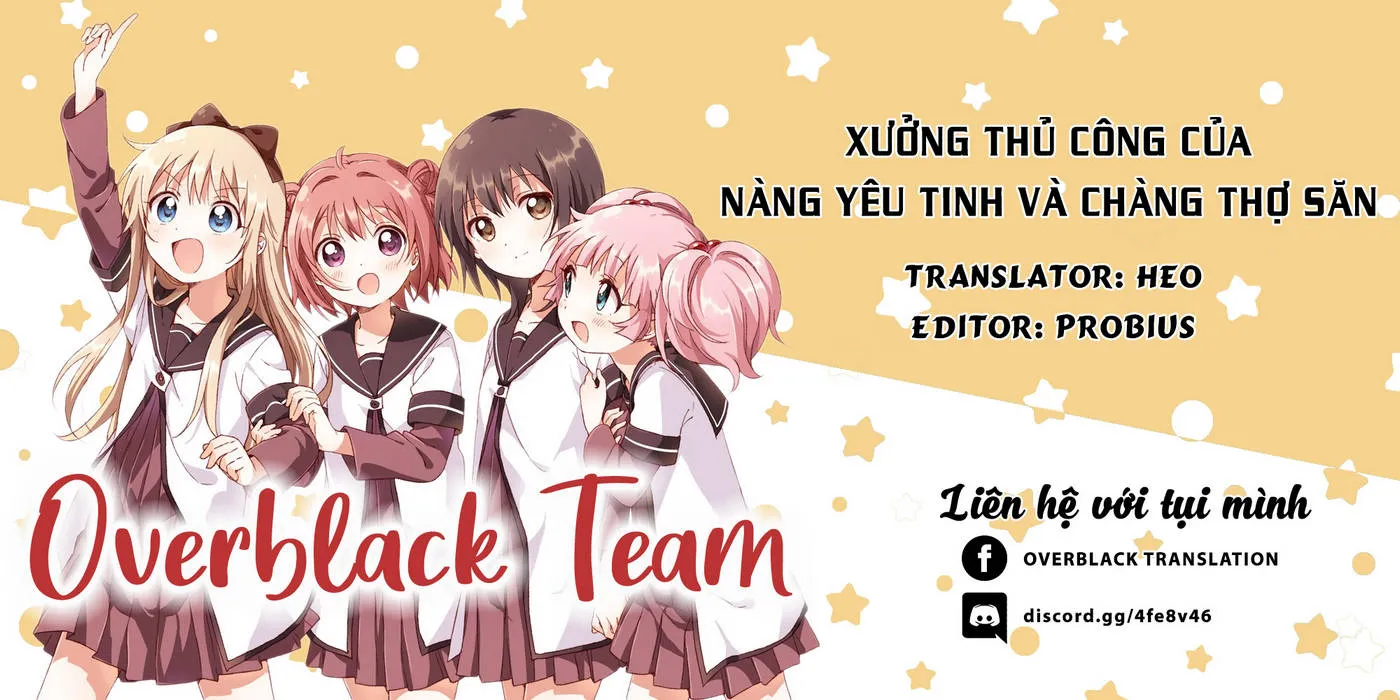 XƯỞNG THỦ CÔNG CỦA
NÀNG YÊU TINH VÀ CHÀNG THỢ SĂN
TRANSLATOR: HEO
EDITOR: PROBIUS
Overblack Team
Liên hệ với tụi mình
OVERBLACK TRANSLATION
discord.gg/4fe8v46